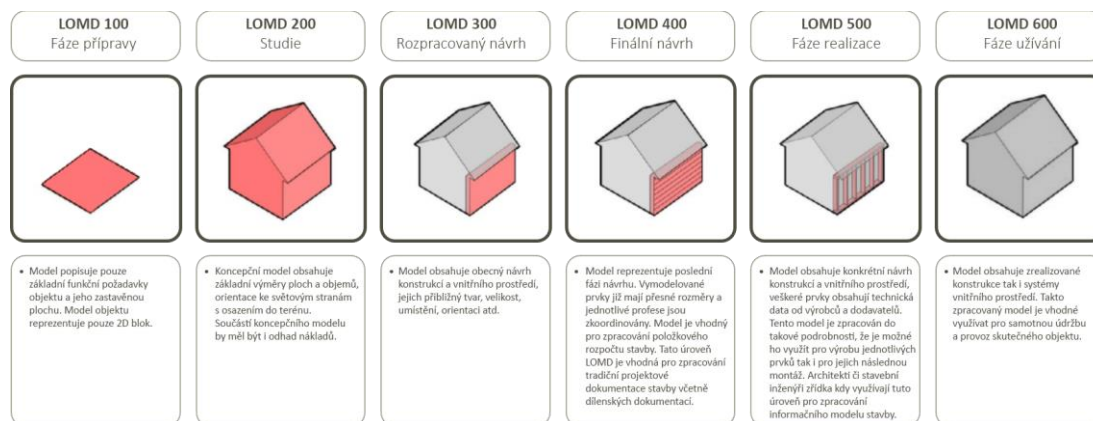 LOMD 100
Fáze přípravy
LOMD 200
Studie
LOMD 300
Rozpracovaný návrh
LOMD 400
Finální návrh
LOMD 500
Fáze realizace
LOMD 600
Fáze užívání
• Model popisuje pouze
základní funkční požadavky
objektu a jeho zastavěnou
plochu. Model objektu
reprezentuje pouze 2D blok.
• Koncepční model obsahuje
základní výměry ploch a objemů,
orientace ke světovým stranám
s osazením do terénu.
Součástí koncepčního modelu
by měl být i odhad nákladů.
• Model obsahuje obecný návrh
konstrukcí a vnitřního prostředí,
jejich přibližný tvar, velikost,
umístění, orientaci atd.
• Model reprezentuje poslední
fázi návrhu. Vymodelované
prvky již mají přesné rozměry a
jednotlivé profese jsou
zkoordinovány. Model je vhodný
pro zpracování položkového
rozpočtu stavby. Tato úroveň
LOMD je vhodná pro zpracování
tradiční projektové
dokumentace stavby včetně
dílenských dokumentací.
• Model obsahuje konkrétní návrh
konstrukcí a vnitřního prostředí,
veškeré prvky obsahují technická
data od výrobců a dodavatelů.
Tento model je zpracován do
takové podrobnosti, že je možné
ho využít pro výrobu jednotlivých
prvků tak i pro jejich následnou
montáž. Architekti či stavební
inženýři zřídka kdy využívají tuto
úroveň pro zpracování
informačního modelu stavby.
• Model obsahuje zrealizované
konstrukce tak i systémy
vnitřního prostředí. Takto
zpracovaný model je vhodné
využívat pro samotnou údržbu
a provoz skutečného objektu.